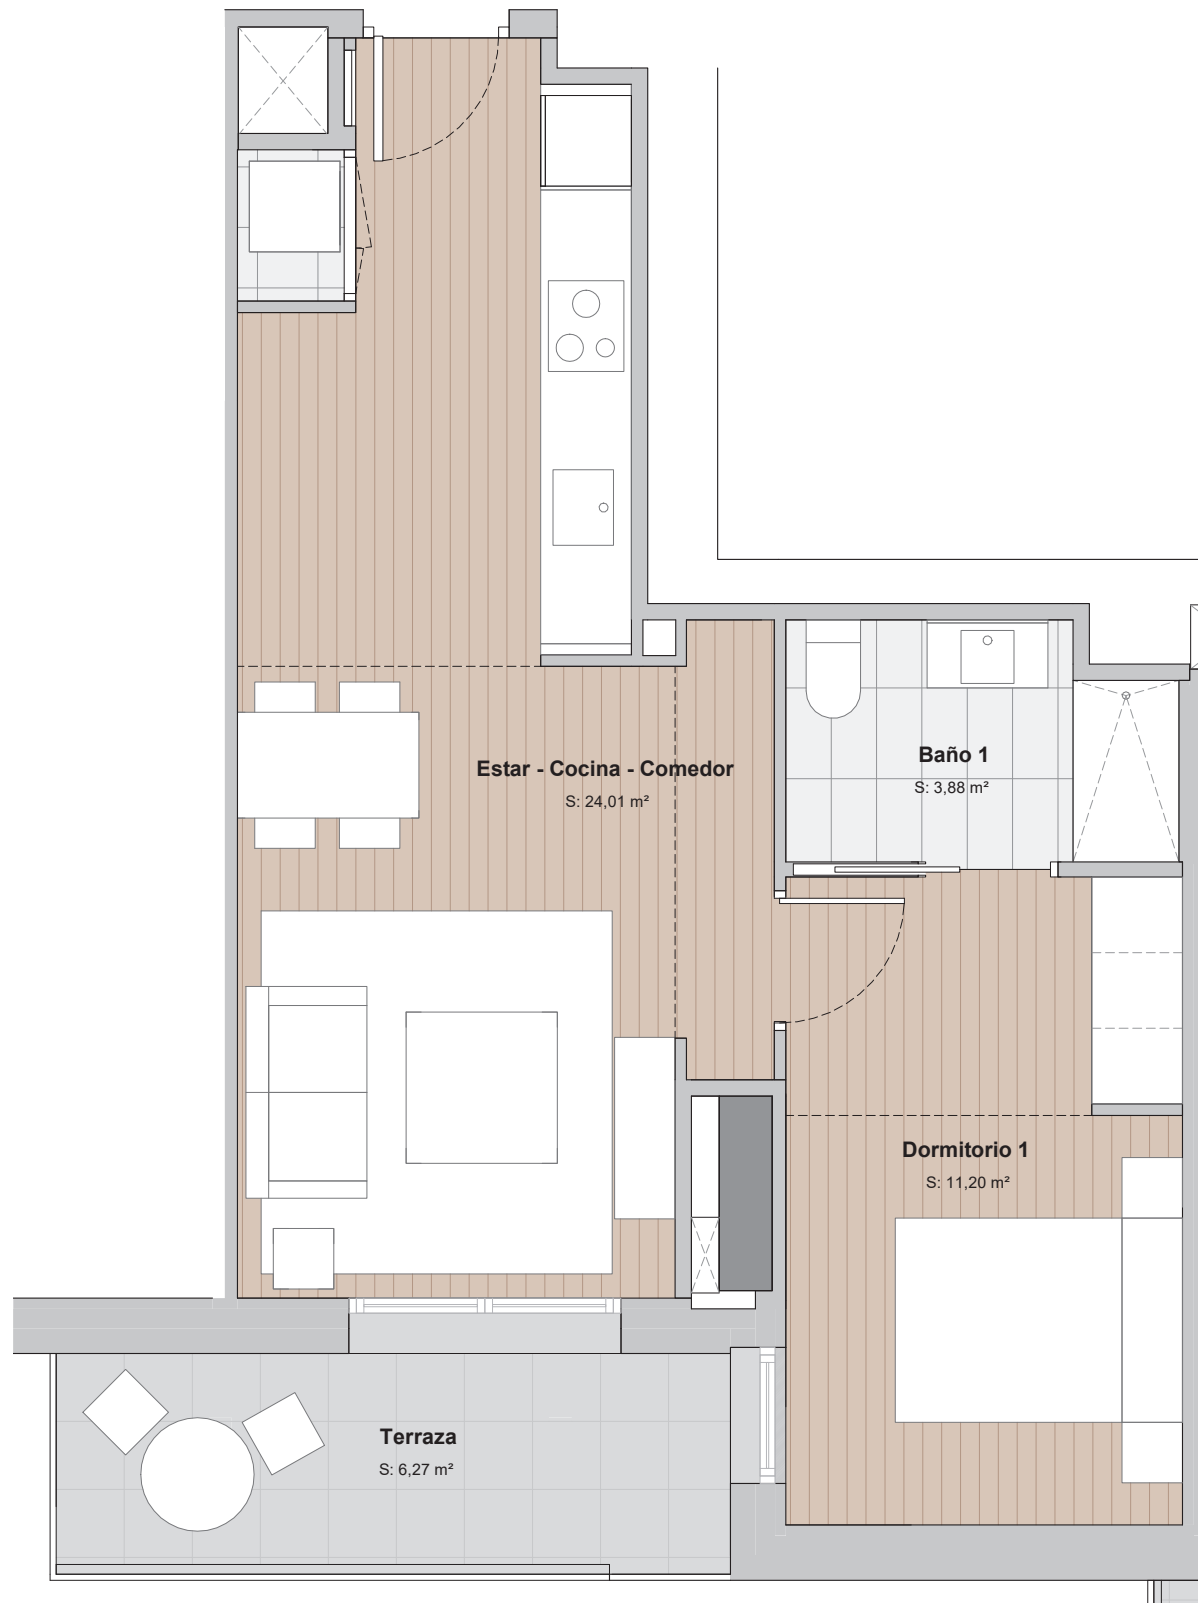 Estar - Cocina - Comedor
S: 24,01 m²
Baño 1
S: 3,88 m²
Dormitorio 1
S: 11,20 m²
Terraza
S: 6,27 m²